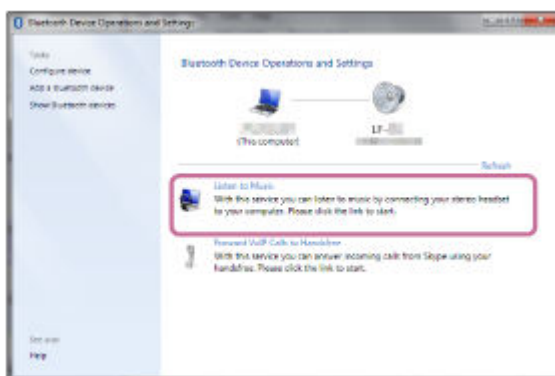 Bluetooth Device Operations and Settings
Tasks
Configure device
Add a Bluetooth device
Show Bluetooth devices
See also
Help
Bluetooth Device Operations and Settings
(This computer)
LF-
Refresh
Listen to Music
With this service you can listen to music by connecting your stereo headset
to your computer. Please click the link to start.
Forward VoIP Calls to Handsfree
With this service you can answer incoming calls from Skype using your
handsfree. Please click the link to start.